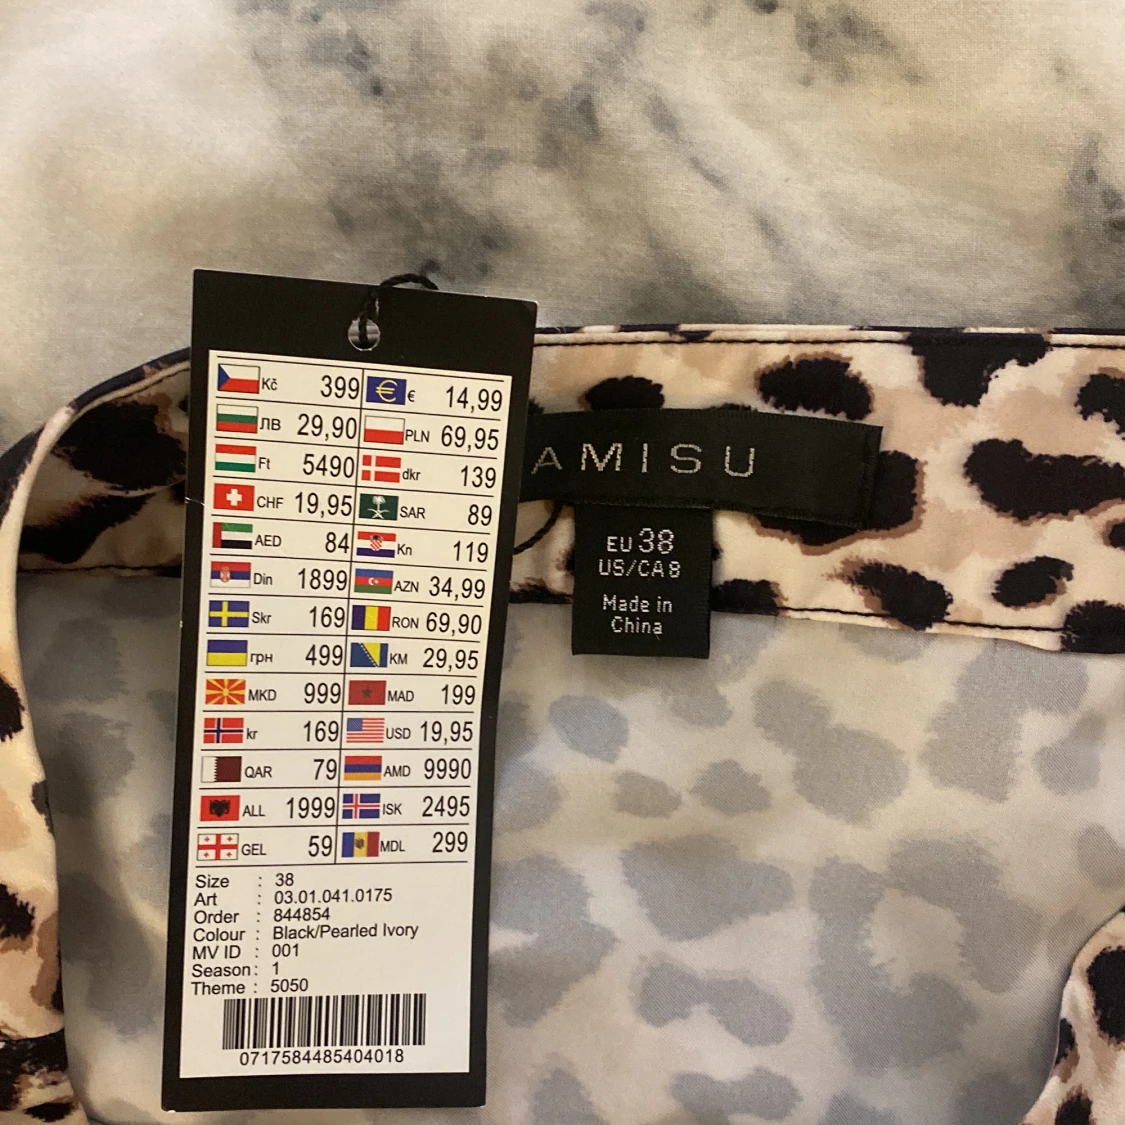 Kč 399 € 14,99
ЛВ 29,90 PLN 69,95
Ft 5490 dkr 139
CHF 19,95 SAR 89
AED 84 Kn 119
Din 1899 AZN 34,99
Skr 169 RON 69,90
грн 499 KM 29,95
MKD 999 MAD 199
kr 169 USD 19,95
QAR 79 AMD 9990
ALL 1999 ISK 2495
GEL 59 MDL 299
Size : 38
Art : 03.01.041.0175
Order : 844854
Colour : Black/Pearled Ivory
MV ID : 001
Season : 1
Theme : 5050
0717584485404018
AMISU
EU 38
US/CA 8
Made in
China